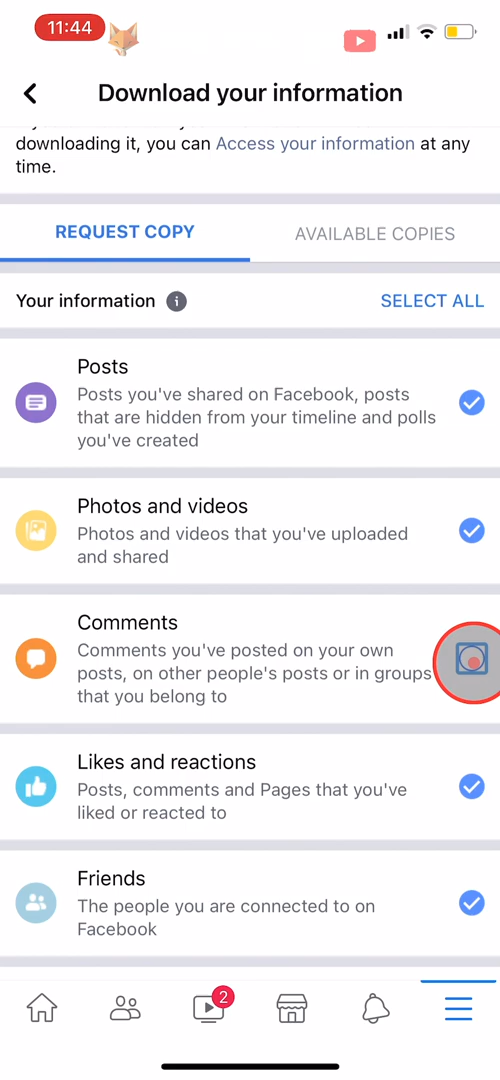 11:44
Download your information
downloading it, you can Access your information at any
time.
REQUEST COPY
AVAILABLE COPIES
Your information
SELECT ALL
Posts
Posts you've shared on Facebook, posts
that are hidden from your timeline and polls
you've created
Photos and videos
Photos and videos that you've uploaded
and shared
Comments
Comments you've posted on your own
posts, on other people's posts or in groups
that you belong to
Likes and reactions
Posts, comments and Pages that you've
liked or reacted to
Friends
The people you are connected to on
Facebook
2